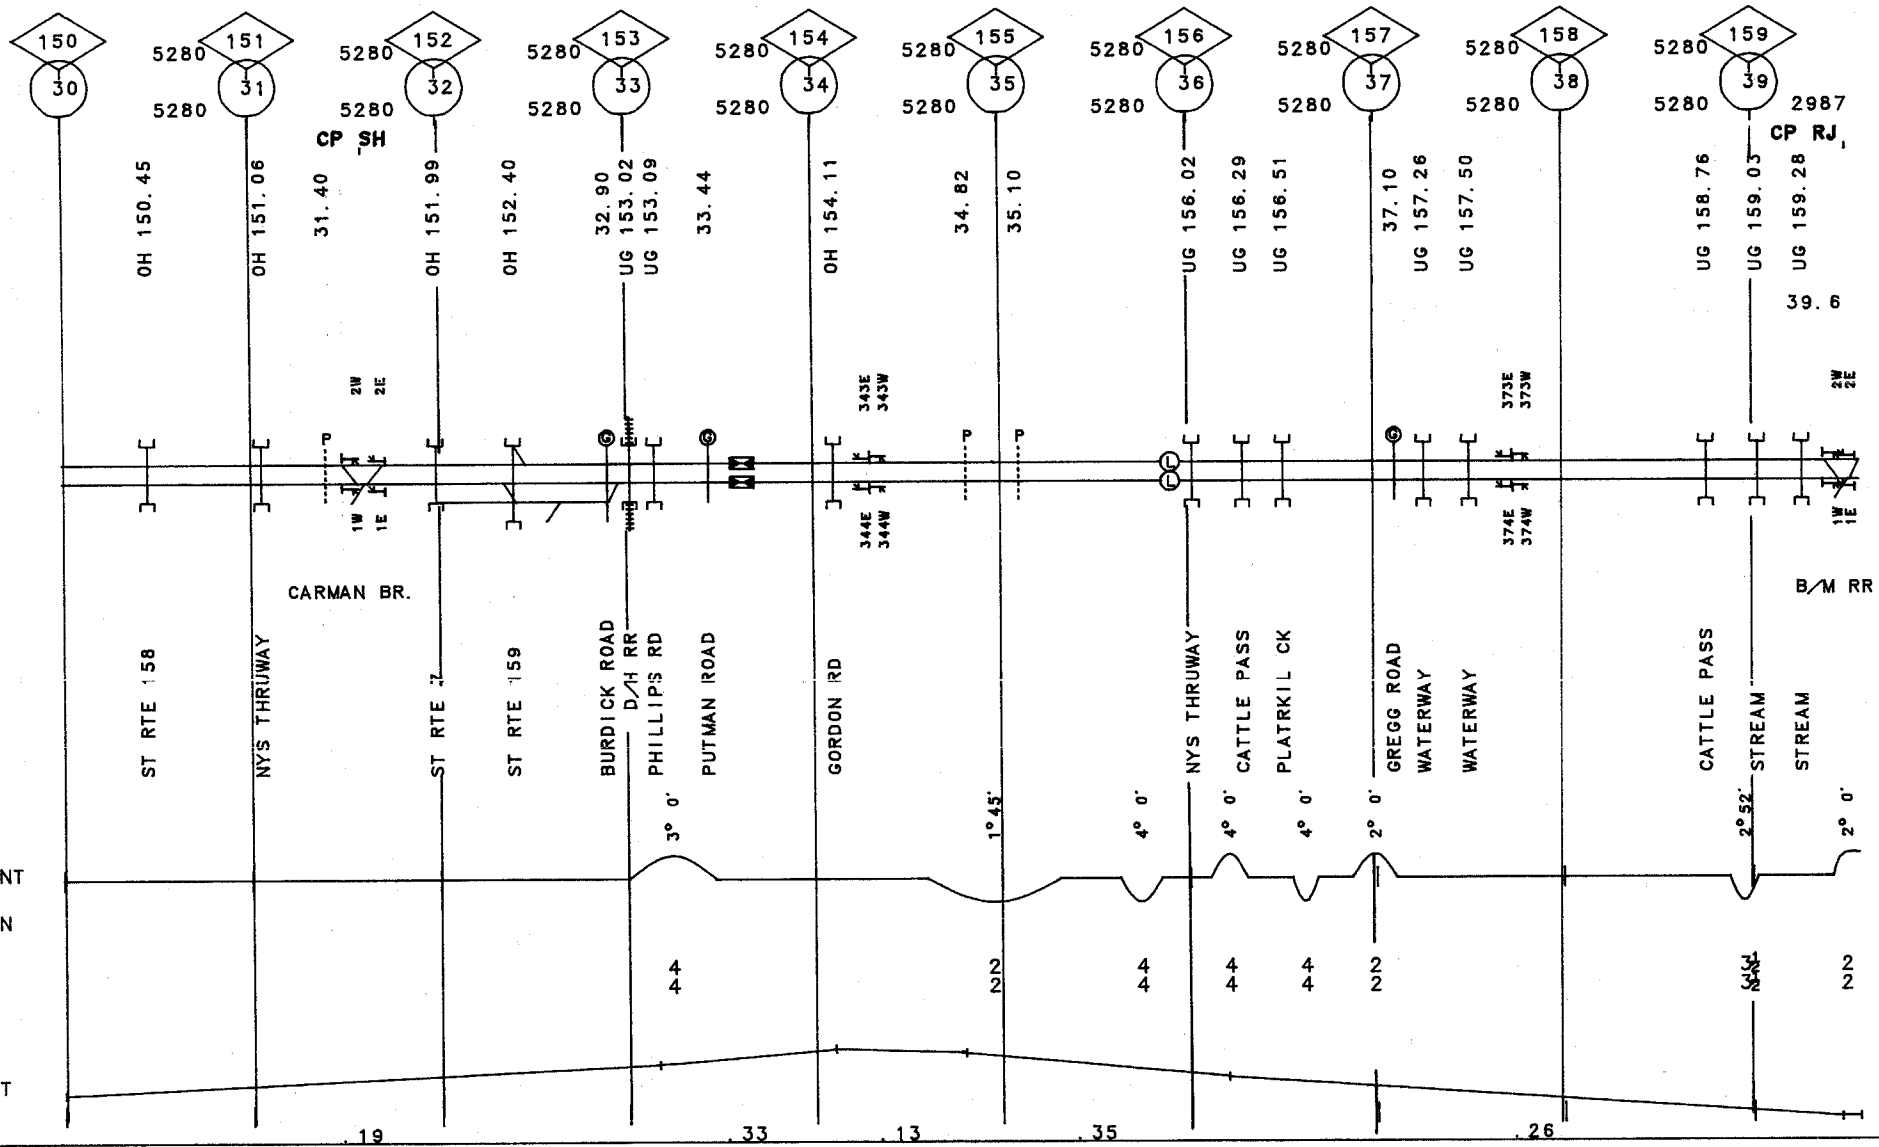 150 151 152 153 154 155 156 157 158 159
5280 5280 5280 5280 5280 5280 5280 5280 5280
30 31 32 33 34 35 36 37 38 39
5280 5280 5280 5280 5280 5280 5280 5280 5280 2987
CP SH
CP RJ
OH 150.45
OH 151.06
31.40
OH 151.99
OH 152.40
32.90
UG 153.02
UG 153.09
33.44
OH 154.11
34.82
35.10
UG 156.02
UG 156.29
UG 156.51
37.10
UG 157.26
UG 157.50
UG 158.76
UG 159.03
UG 159.28
39.6
2W
2E
343E
343W
373E
373W
2W
2E
P
G
G
P
P
L
L
G
1W
1E
344E
344W
374E
374W
1W
1E
CARMAN BR.
B/M RR
ST RTE 158
NYS THRUWAY
ST RTE 7
ST RTE 159
BURDICK ROAD
D/H RR
PHILLIPS RD
PUTMAN ROAD
GORDON RD
NYS THRUWAY
CATTLE PASS
PLATRKIL CK
GREGG ROAD
WATERWAY
WATERWAY
CATTLE PASS
STREAM
STREAM
3° 0'
1°45'
4° 0'
4° 0'
4° 0'
2° 0'
2°52'
2° 0'
NT
N
4 2 4 4 4 2 2
4 2 4 4 4 2 2
T
.19 .33 .13 .35 .26